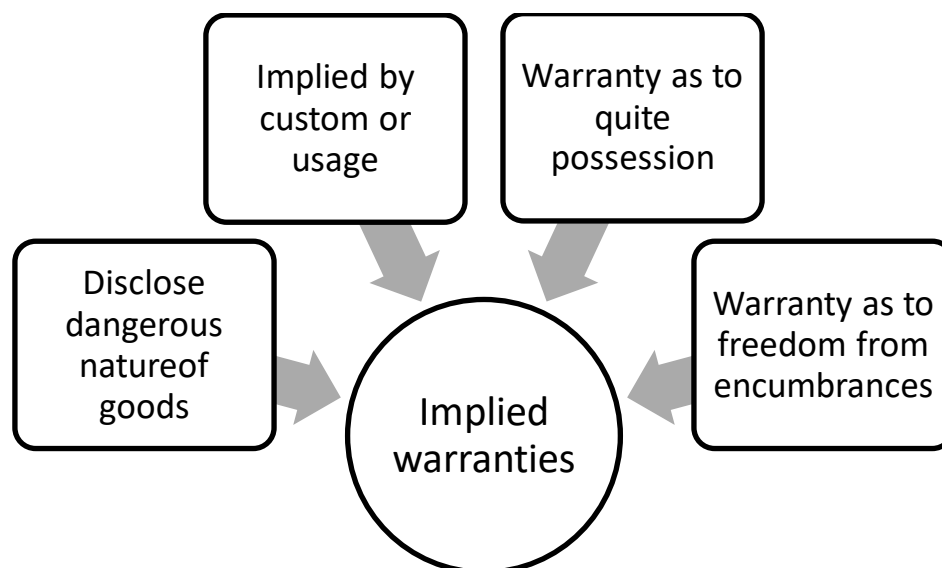 Implied by
custom or
usage
Warranty as to
quite
possession
Disclose
dangerous
natureof
goods
Warranty as to
freedom from
encumbrances
Implied
warranties